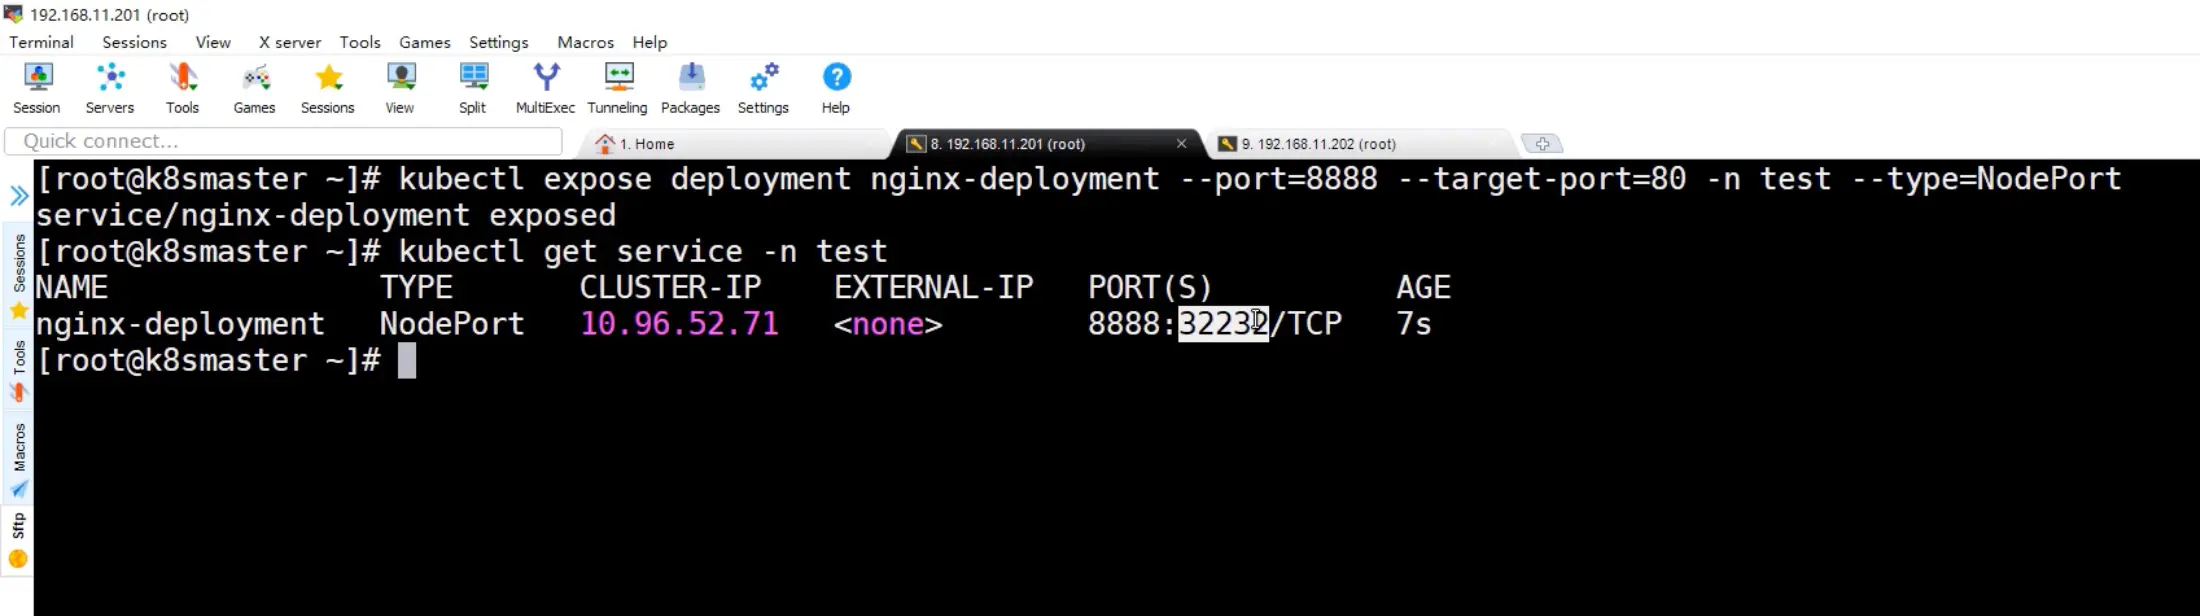 192.168.11.201 (root)
Terminal Sessions View X server Tools Games Settings Macros Help
Session Servers Tools Games Sessions View Split MultiExec Tunneling Packages Settings Help
Quick connect... 1. Home 8. 192.168.11.201 (root) 9. 192.168.11.202 (root)
[root@k8smaster ~]# kubectl expose deployment nginx-deployment --port=8888 --target-port=80 -n test --type=NodePort
service/nginx-deployment exposed
[root@k8smaster ~]# kubectl get service -n test
NAME TYPE CLUSTER-IP EXTERNAL-IP PORT(S) AGE
nginx-deployment NodePort 10.96.52.71 <none> 8888:32232/TCP 7s
[root@k8smaster ~]#
Sessions
Tools
Macros
Sftp